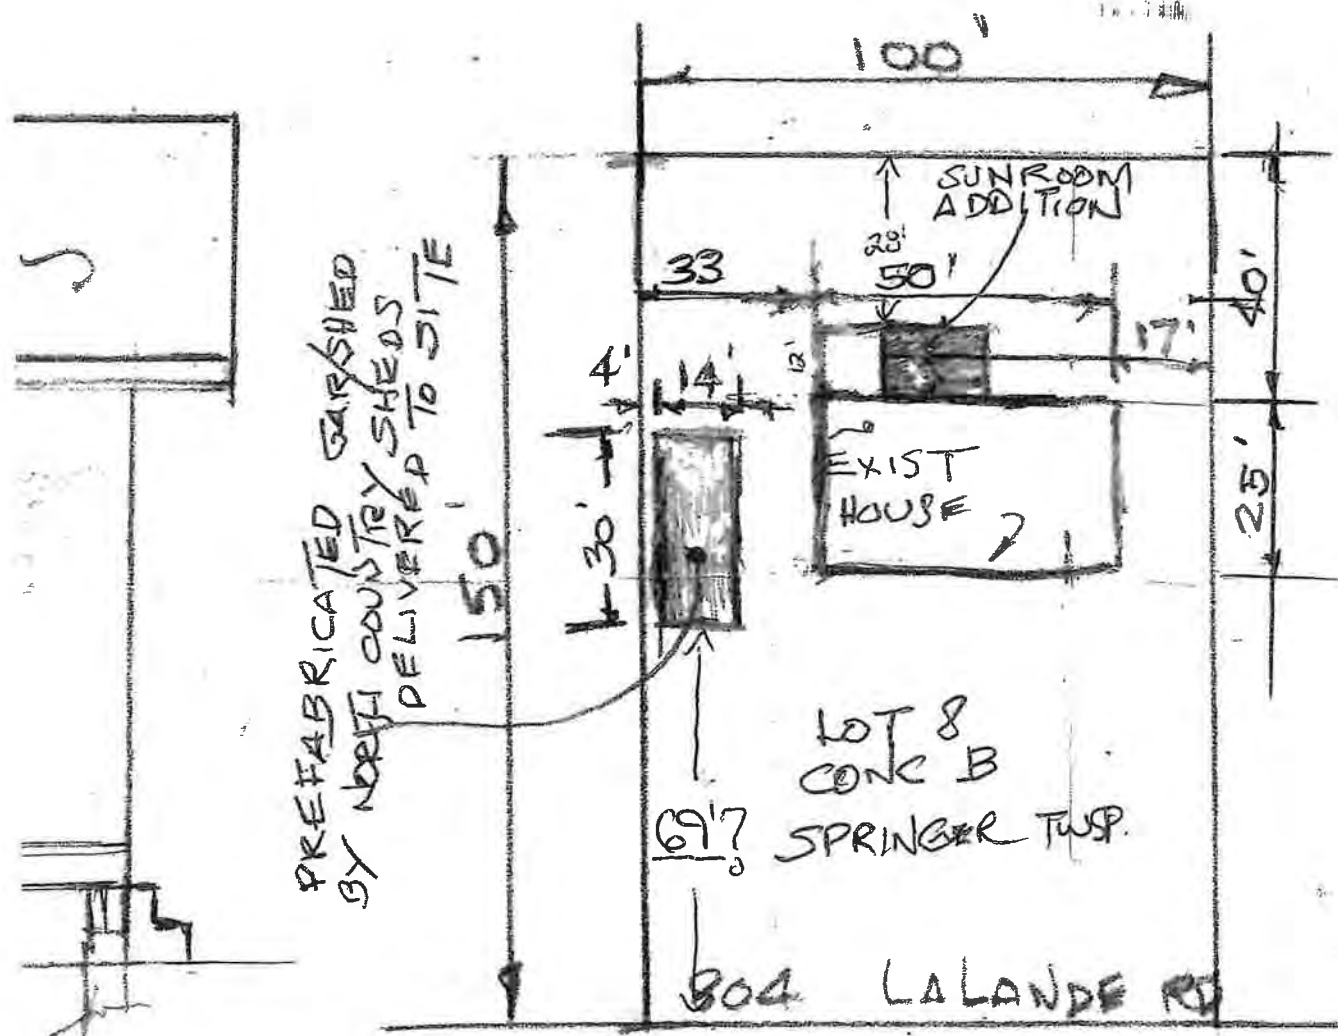 100'
SUNROOM
ADDITION
28'
33
50'
40'
17'
4'
14'
12'
EXIST
HOUSE
25'
30'
150'
PREFABRICATED GAR/SHED
BY NORTH COUNTRY SHEDS
DELIVERED TO SITE
LOT 8
CONC B
69'7
SPRINGER TWSP.
304 LALANDE RD